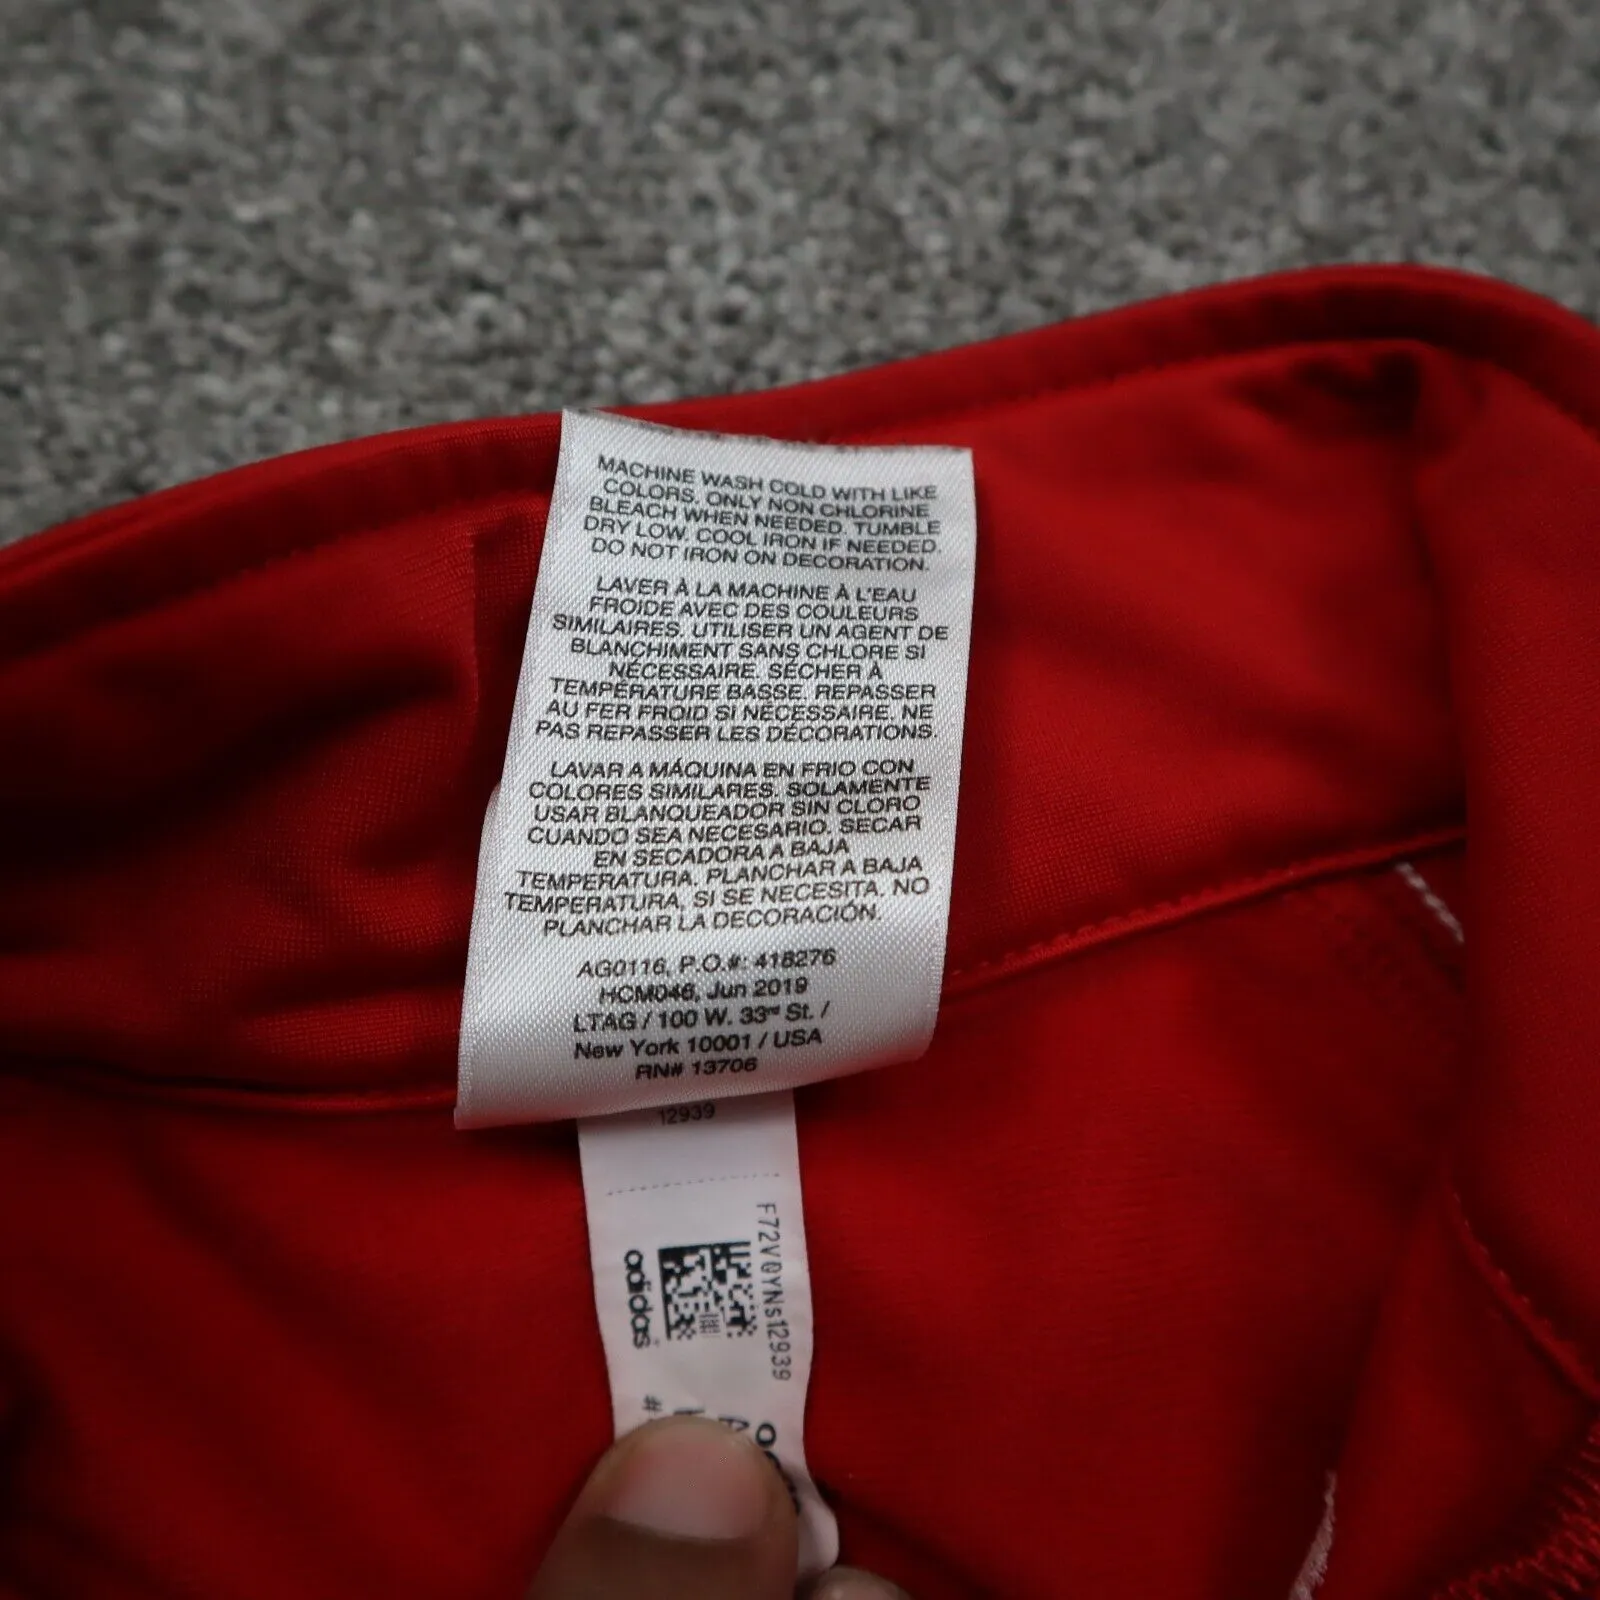 MACHINE WASH COLD WITH LIKE
COLORS. ONLY NON CHLORINE
BLEACH WHEN NEEDED. TUMBLE
DRY LOW. COOL IRON IF NEEDED.
DO NOT IRON ON DECORATION.
LAVER À LA MACHINE À L'EAU
FROIDE AVEC DES COULEURS
SIMILAIRES. UTILISER UN AGENT DE
BLANCHIMENT SANS CHLORE SI
NÉCESSAIRE. SÉCHER À
TEMPÉRATURE BASSE. REPASSER
AU FER FROID SI NÉCESSAIRE. NE
PAS REPASSER LES DÉCORATIONS.
LAVAR A MÁQUINA EN FRIO CON
COLORES SIMILARES. SOLAMENTE
USAR BLANQUEADOR SIN CLORO
CUANDO SEA NECESARIO. SECAR
EN SECADORA A BAJA
TEMPERATURA. PLANCHAR A BAJA
TEMPERATURA, SI SE NECESITA. NO
PLANCHAR LA DECORACIÓN.
AG0116, P.O.#: 418276
HCM046, Jun 2019
LTAG / 100 W. 33rd St. /
New York 10001 / USA
RN# 13706
12939
F72V0YNs12939
adidas
#